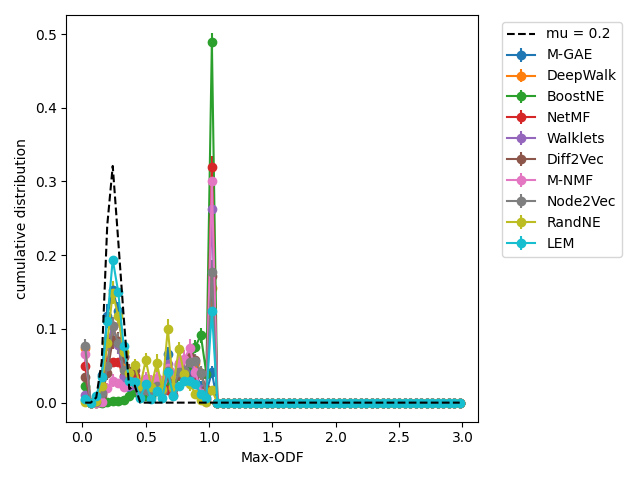 0.5
0.4
0.3
0.2
0.1
0.0
cumulative distribution
0.0 0.5 1.0 1.5 2.0 2.5 3.0
Max-ODF
mu = 0.2
M-GAE
DeepWalk
BoostNE
NetMF
Walklets
Diff2Vec
M-NMF
Node2Vec
RandNE
LEM